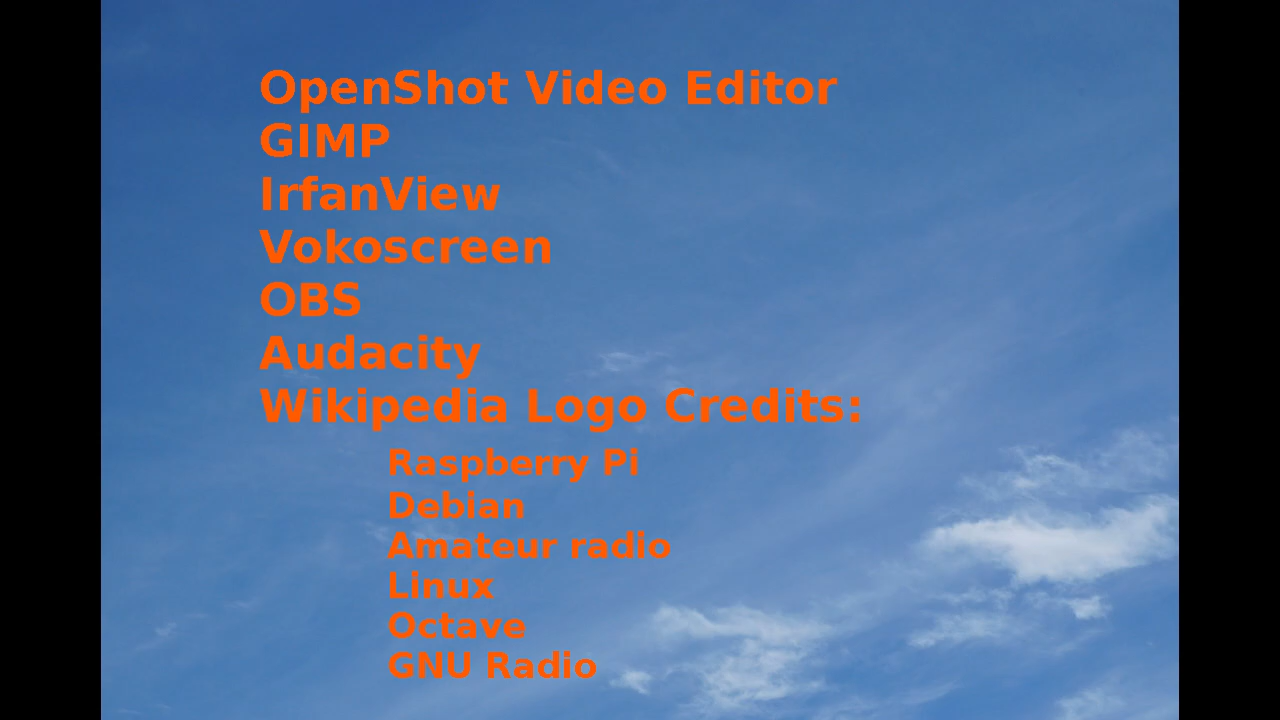 OpenShot Video Editor
GIMP
IrfanView
Vokoscreen
OBS
Audacity
Wikipedia Logo Credits:
Raspberry Pi
Debian
Amateur radio
Linux
Octave
GNU Radio